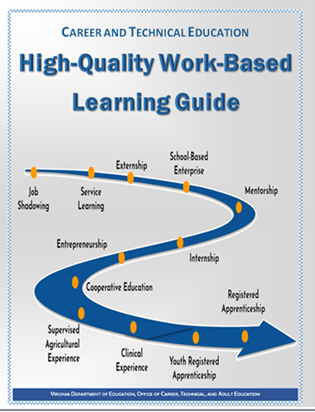 CAREER AND TECHNICAL EDUCATION
High-Quality Work-Based
Learning Guide
Job
Shadowing
Service
Learning
Externship
School-Based
Enterprise
Mentorship
Internship
Entrepreneurship
Cooperative Education
Supervised
Agricultural
Experience
Clinical
Experience
Youth Registered
Apprenticeship
Registered
Apprenticeship
VIRGINIA DEPARTMENT OF EDUCATION, OFFICE OF CAREER, TECHNICAL, AND ADULT EDUCATION